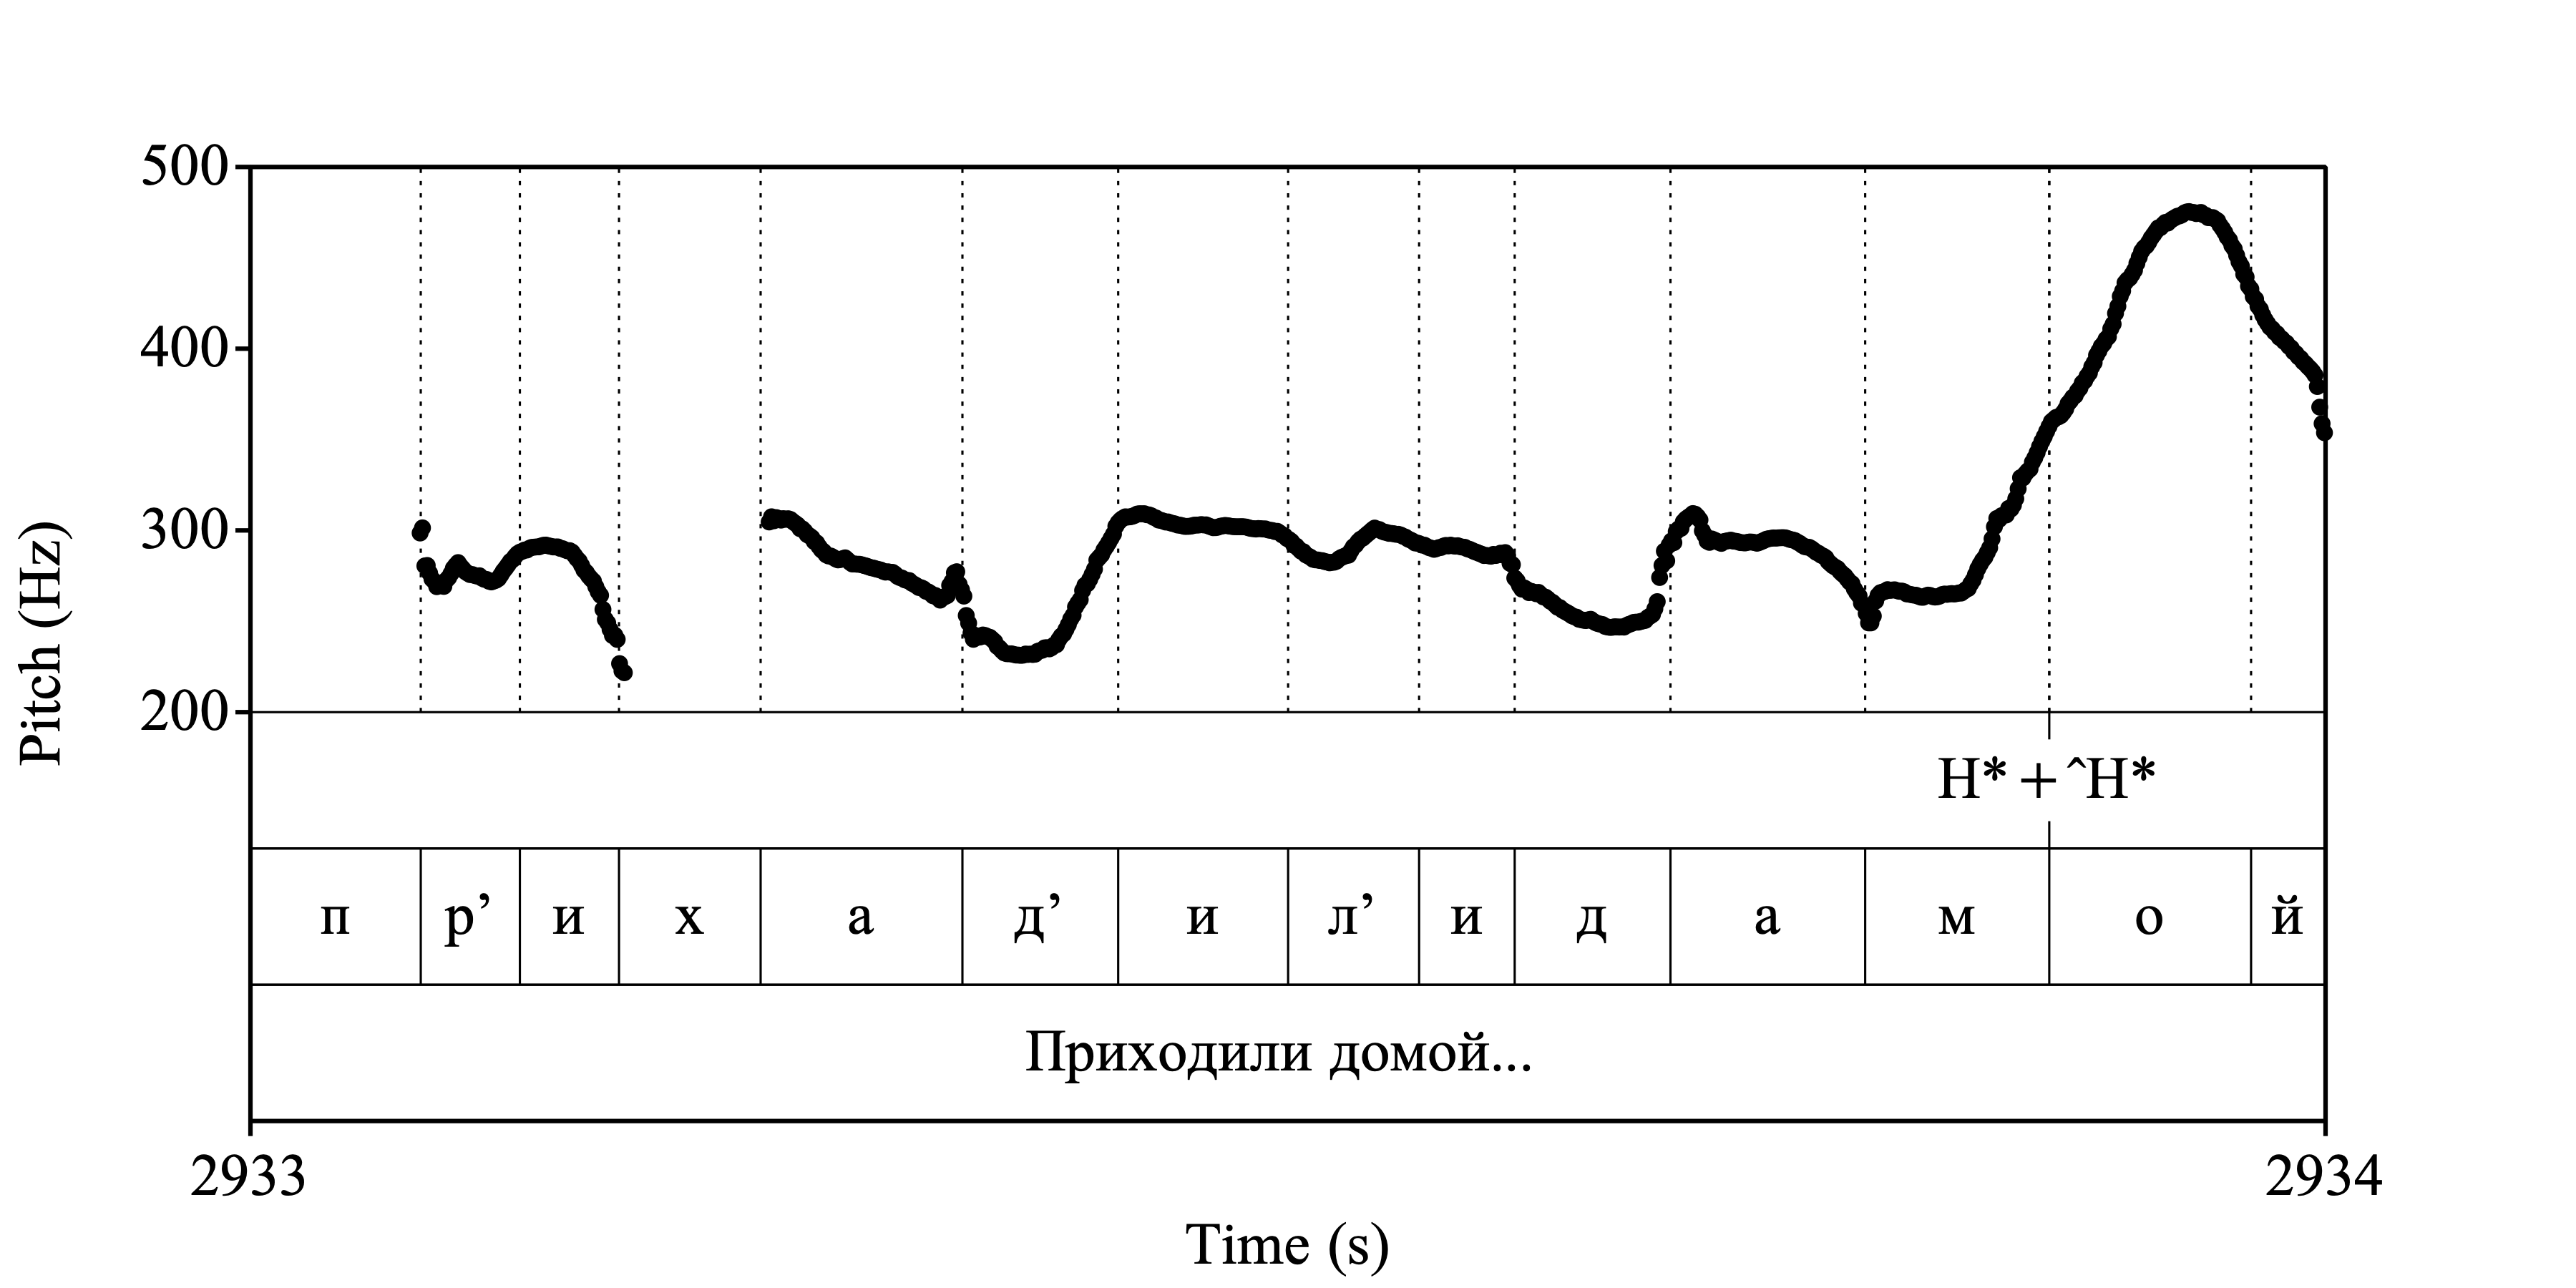 500
400
300
200
Pitch (Hz)
H* + ˆH*
п р’ и х а д’ и л’ и д а м о й
Приходили домой...
2933 2934
Time (s)